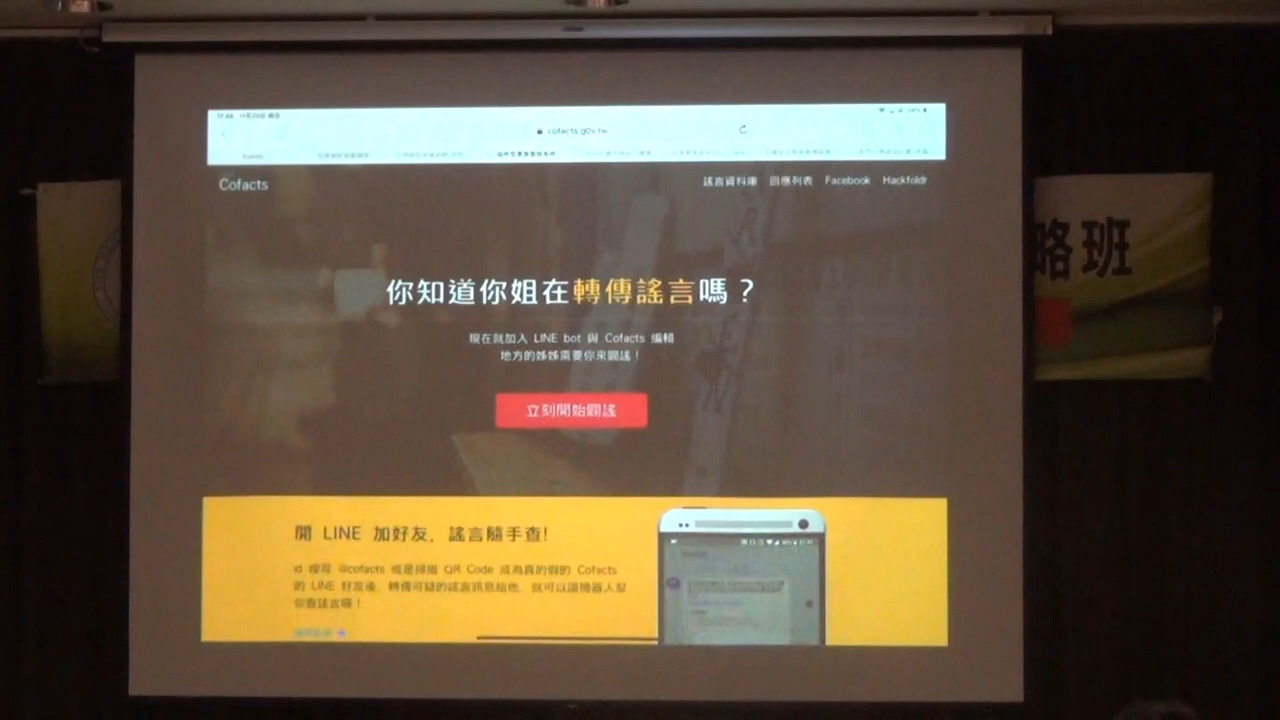 cofacts.g0v.tw
Cofacts
謠言資料庫 回應列表 Facebook Hackfoldr
你知道你姐在轉傳謠言嗎？
現在就加入 LINE bot 與 Cofacts 編輯
地方的姊姊需要你來闢謠！
立刻開始闢謠
開 LINE 加好友，謠言隨手查!
id 搜尋 @cofacts 或是掃描 QR Code 成為真的假的 Cofacts
的 LINE 好友後，轉傳可疑的謠言訊息給他，就可以讓機器人幫
你查謠言囉！
略班